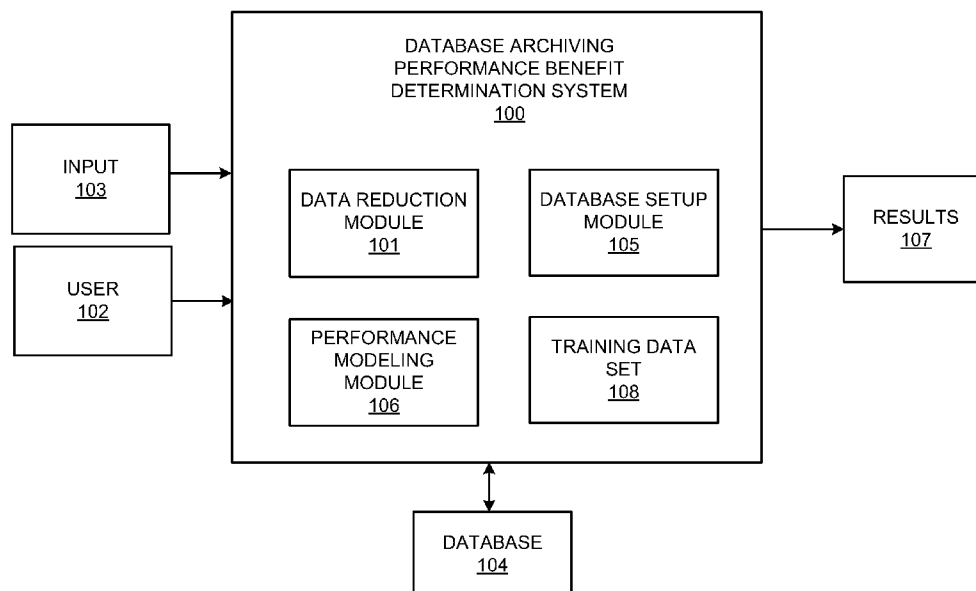 DATABASE ARCHIVING
PERFORMANCE BENEFIT
DETERMINATION SYSTEM
100
INPUT
103
USER
102
DATA REDUCTION
MODULE
101
DATABASE SETUP
MODULE
105
PERFORMANCE
MODELING
MODULE
106
TRAINING DATA
SET
108
RESULTS
107
DATABASE
104